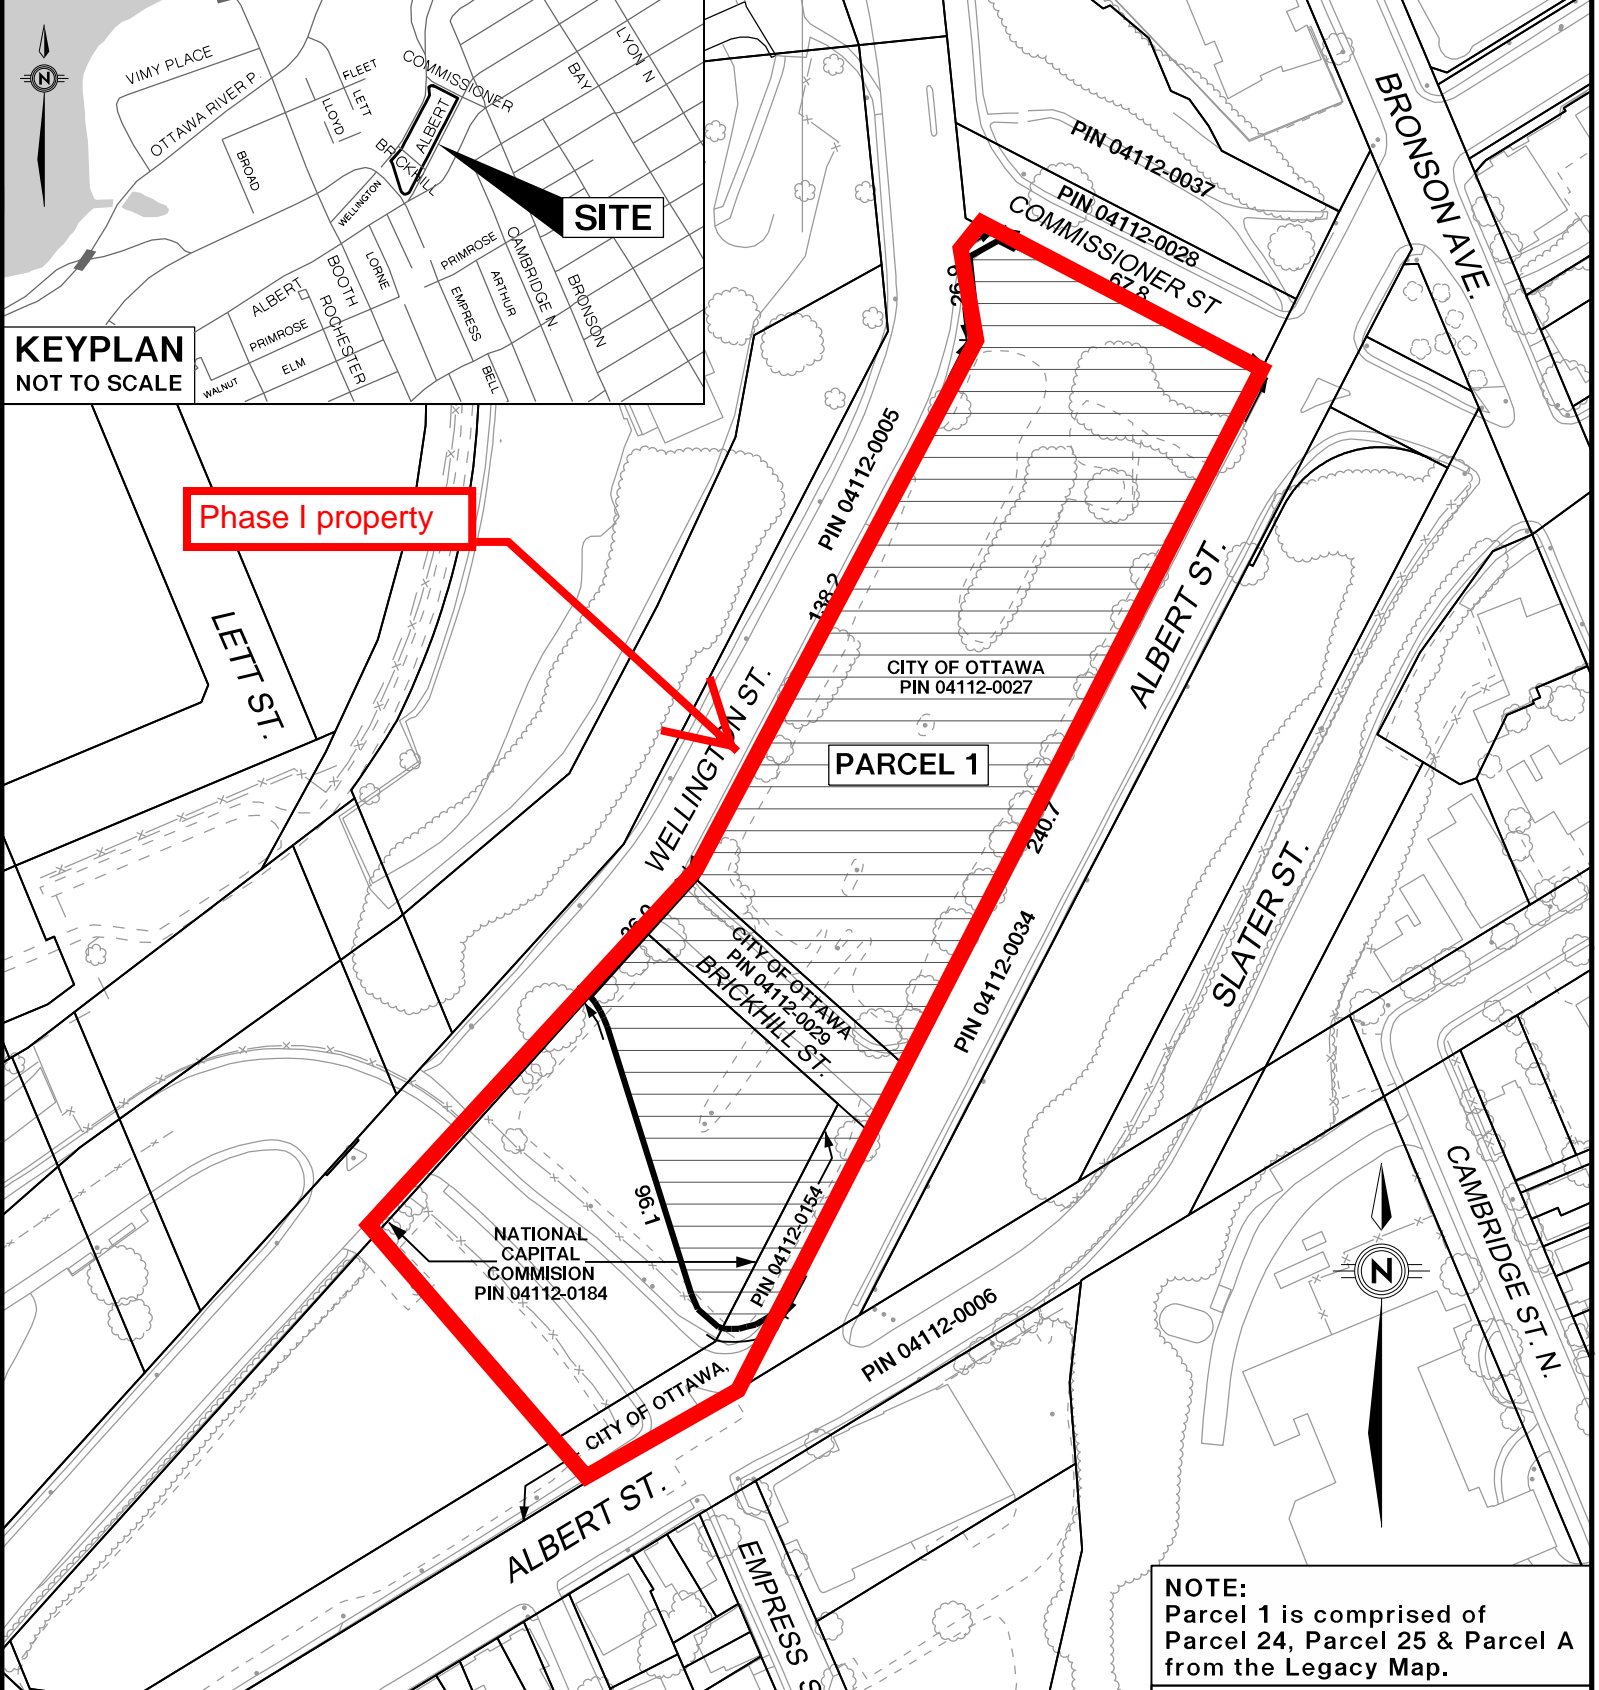 N
VIMY PLACE
OTTAWA RIVER P.
FLEET
LETT
LLOYD
COMMISSIONER
BAY
LYON N
BROAD
ALBERT
BRICKHILL
WELLINGTON
SITE
PRIMROSE
CAMBRIDGE N.
ARTHUR
EMPRESS
BRONSON
BELL
LORNE
BOOTH
ROCHESTER
ALBERT
PRIMROSE
ELM
WALNUT
KEYPLAN
NOT TO SCALE
BRONSON AVE.
PIN 04112-0037
PIN 04112-0028
COMMISSIONER ST
67.8
26.9
PIN 04112-0005
138.2
Phase I property
LETT ST.
WELLINGTON ST.
ALBERT ST.
CITY OF OTTAWA
PIN 04112-0027
PARCEL 1
240.7
PIN 04112-0034
SLATER ST.
CITY OF OTTAWA
PIN 04112-0029
BRICKHILL ST.
96.1
PIN 04112-0154
NATIONAL
CAPITAL
COMMISION
PIN 04112-0184
CITY OF OTTAWA,
PIN 04112-0006
ALBERT ST.
EMPRESS S
CAMBRIDGE ST. N.
N
NOTE:
Parcel 1 is comprised of
Parcel 24, Parcel 25 & Parcel A
from the Legacy Map.